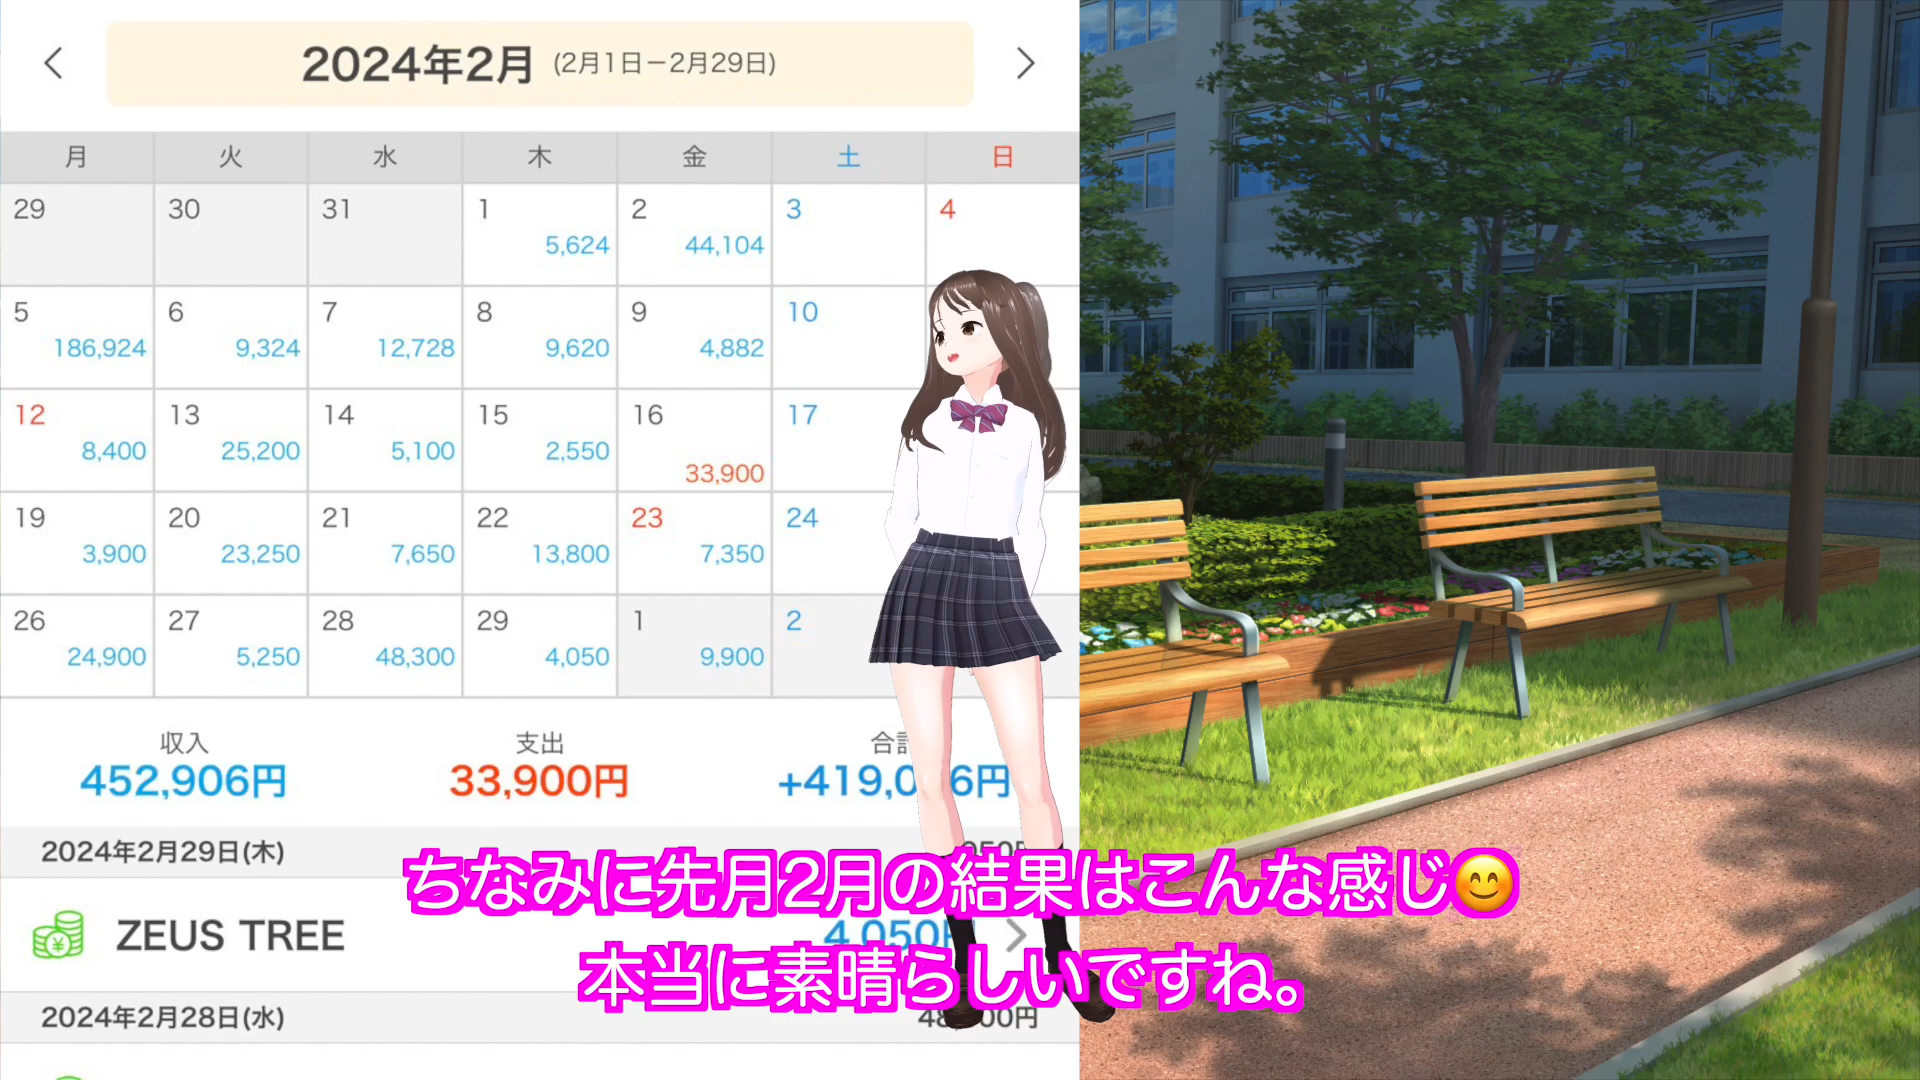 2024年2月 (2月1日－2月29日)
月 火 水 木 金 土 日
29 30 31 1 2 3 4
5,624 44,104
5 6 7 8 9 10
186,924 9,324 12,728 9,620 4,882
12 13 14 15 16 17
8,400 25,200 5,100 2,550
33,900
19 20 21 22 23 24
3,900 23,250 7,650 13,800 7,350
26 27 28 29 1 2
24,900 5,250 48,300 4,050 9,900
収入 支出 合計
452,906円 33,900円
2024年2月29日(木)
ちなみに先月2月の結果はこんな感じ😊
ZEUS TREE 4,050円
本当に素晴らしいですね。
2024年2月28日(水)